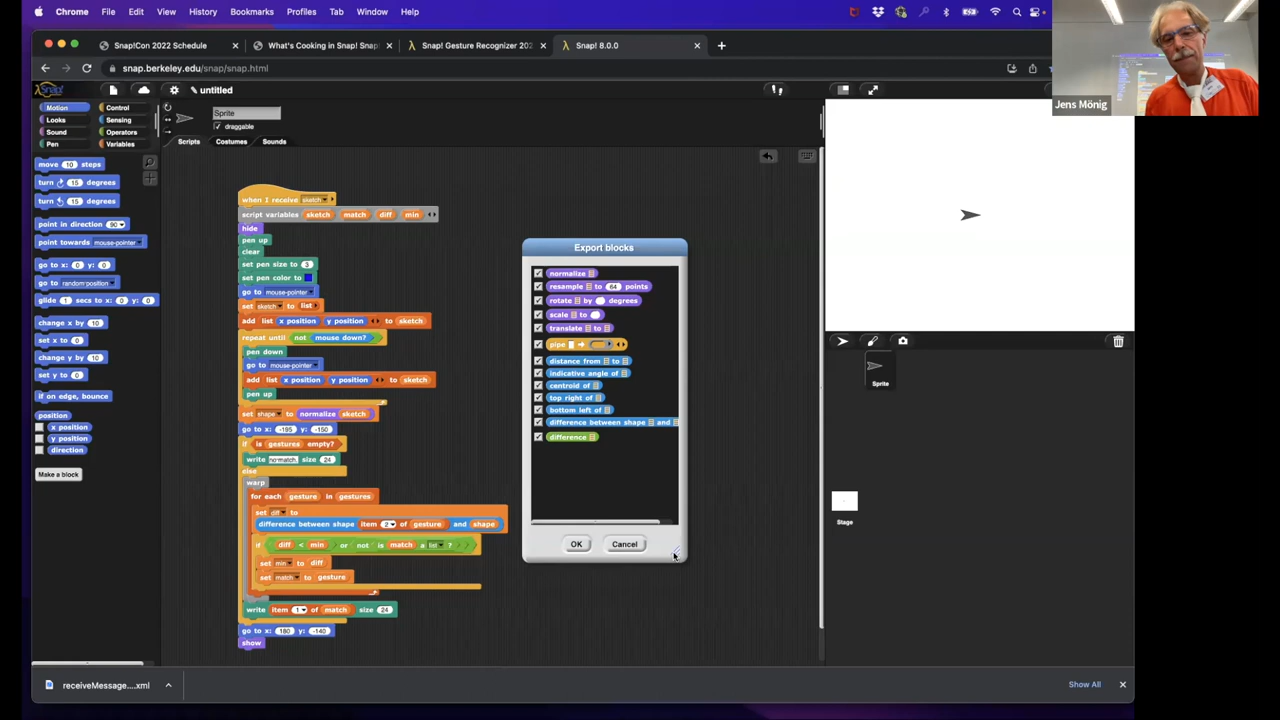 Chrome File Edit View History Bookmarks Profiles Tab Window Help
Snap!Con 2022 Schedule
What's Cooking in Snap! Snap!
Snap! Gesture Recognizer 202
Snap! 8.0.0
snap.berkeley.edu/snap/snap.html
Snap!
untitled
Motion Control
Looks Sensing
Sound Operators
Pen Variables
Sprite
draggable
Scripts Costumes Sounds
move 10 steps
turn 15 degrees
turn 15 degrees
point in direction 90
point towards mouse-pointer
go to x: 0 y: 0
go to random position
glide 1 secs to x: 0 y: 0
change x by 10
set x to 0
change y by 10
set y to 0
if on edge, bounce
position
x position
y position
direction
Make a block
when I receive sketch
script variables sketch match diff min
hide
pen up
clear
set pen size to 3
set pen color to
go to mouse-pointer
set sketch to list
add list x position y position to sketch
repeat until not mouse down?
pen down
go to mouse-pointer
add list x position y position to sketch
pen up
set shape to normalize sketch
go to x: -195 y: -150
if is gestures empty?
write no match. size 24
else
warp
for each gesture in gestures
set diff to
difference between shape item 2 of gesture and shape
if diff < min or not is match a list ?
set min to diff
set match to gesture
write item 1 of match size 24
go to x: 180 y: -140
show
Export blocks
normalize
resample to 64 points
rotate by degrees
scale to
translate to
pipe
distance from to
indicative angle of
centroid of
top right of
bottom left of
difference between shape and
difference
OK Cancel
Sprite
Stage
Jens Mönig
receiveMessage....xml
Show All